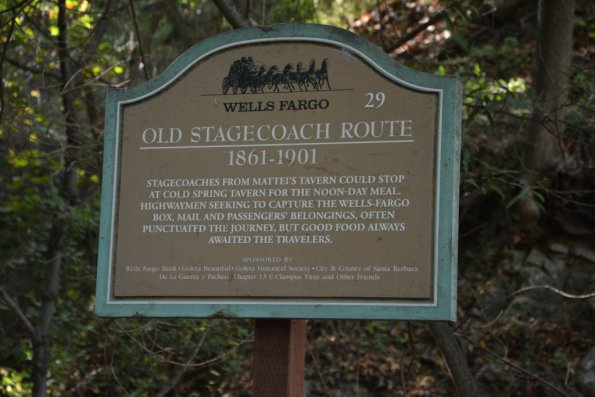 WELLS FARGO
29
OLD STAGECOACH ROUTE
1861-1901
STAGECOACHES FROM MATTEI'S TAVERN COULD STOP
AT COLD SPRING TAVERN FOR THE NOON-DAY MEAL.
HIGHWAYMEN SEEKING TO CAPTURE THE WELLS-FARGO
BOX, MAIL AND PASSENGERS' BELONGINGS, OFTEN
PUNCTUATED THE JOURNEY, BUT GOOD FOOD ALWAYS
AWAITED THE TRAVELERS.
SPONSORED BY
Wells Fargo Bank • Goleta Beautiful • Goleta Historical Society • City & Country of Santa Barbara
De La Guerra y Pacheco Chapter 1.5 E Clampus Vitus and Other Friends